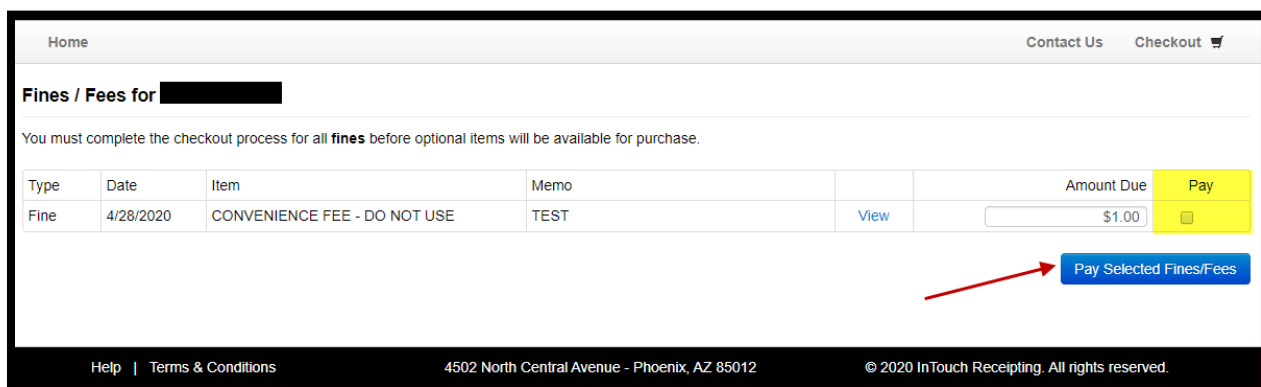 Home Contact Us Checkout
Fines / Fees for
You must complete the checkout process for all fines before optional items will be available for purchase.
Type Date Item Memo Amount Due Pay
Fine 4/28/2020 CONVENIENCE FEE - DO NOT USE TEST View $1.00
Pay Selected Fines/Fees
Help | Terms & Conditions 4502 North Central Avenue - Phoenix, AZ 85012 © 2020 InTouch Receipting. All rights reserved.